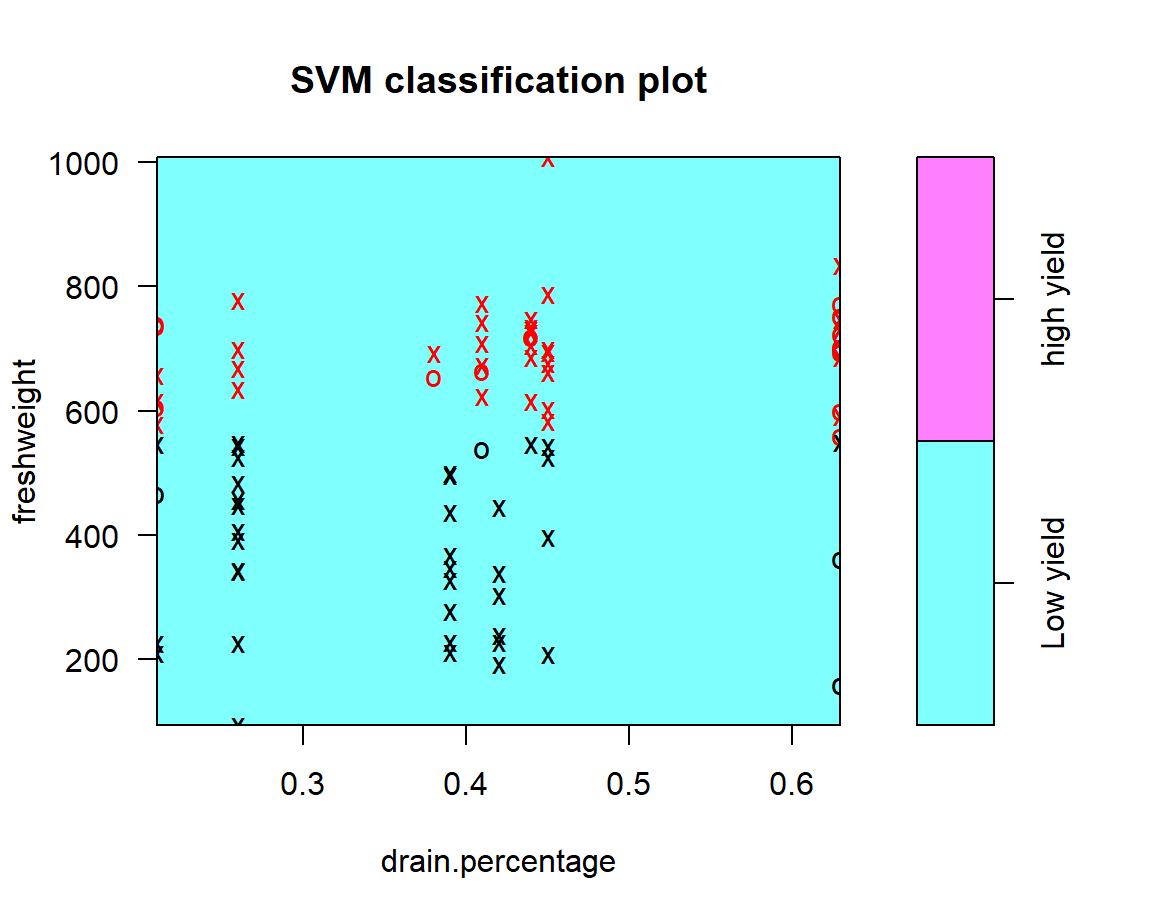 SVM classification plot
1000
800
600
400
200
freshweight
0.3 0.4 0.5 0.6
drain.percentage
high yield
Low yield